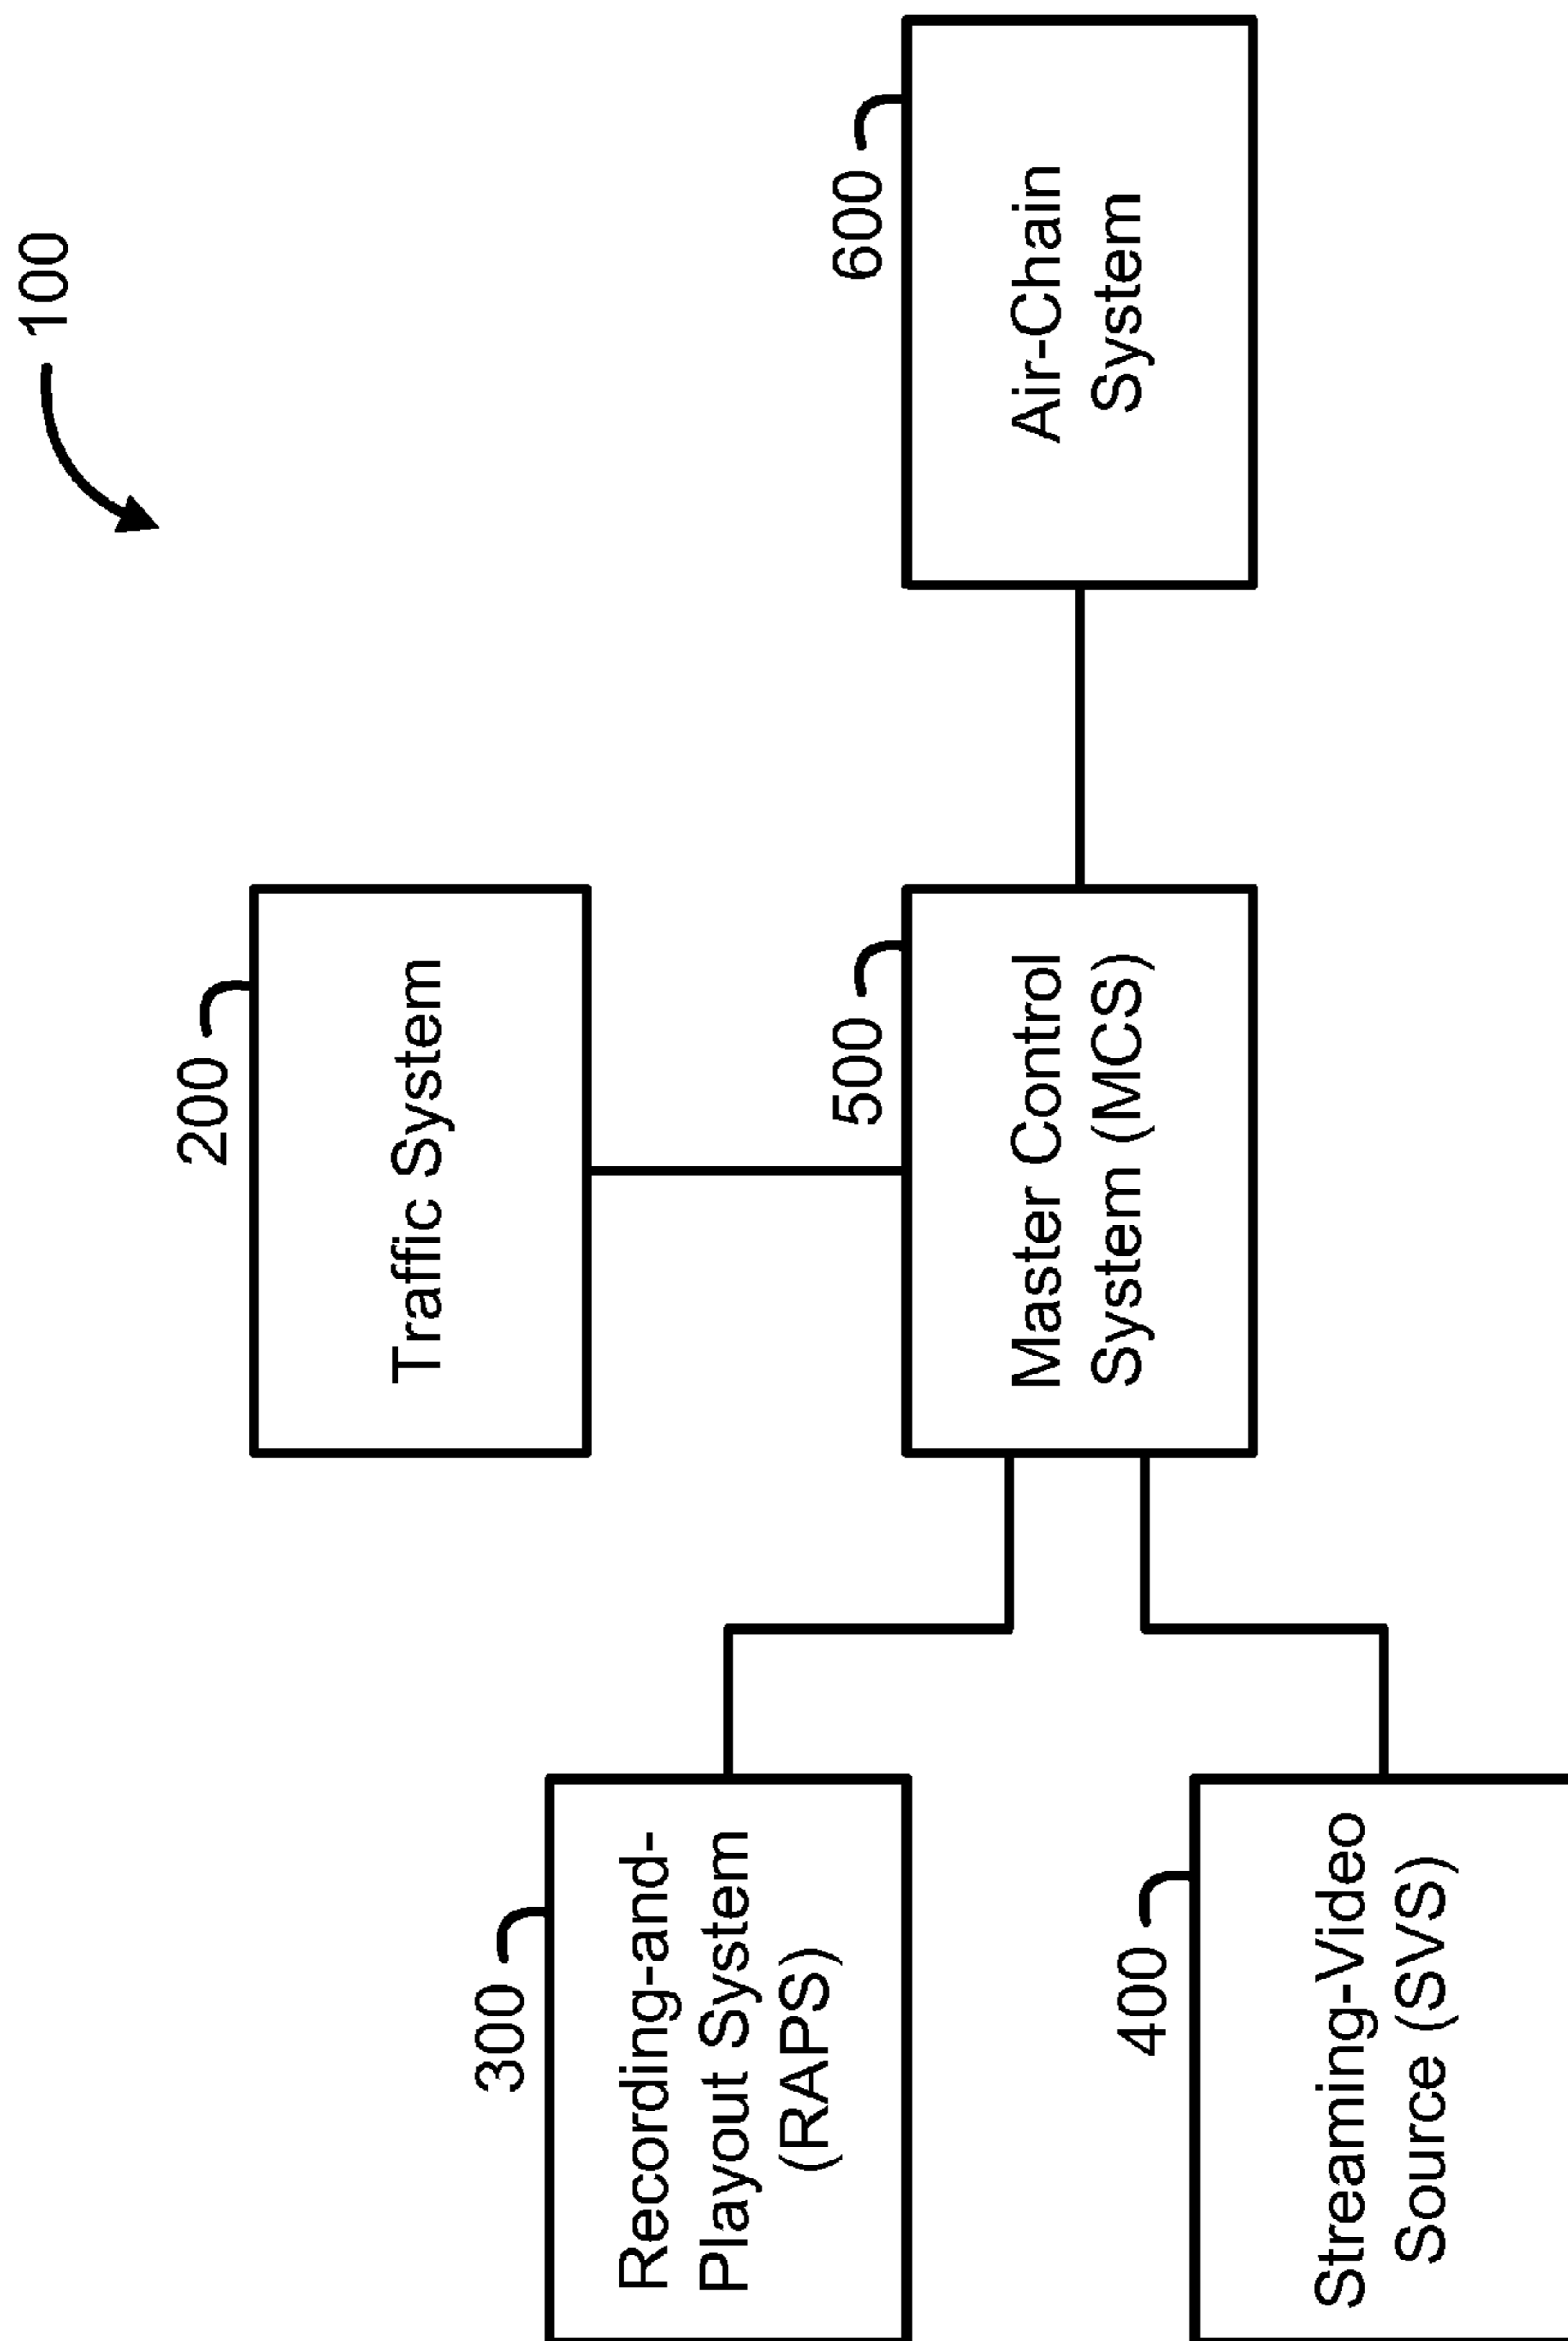 100
200
Traffic System
300
Recording-and-
Playout System
(RAPS)
500
Master Control
System (MCS)
600
Air-Chain
System
400
Streaming-Video
Source (SVS)